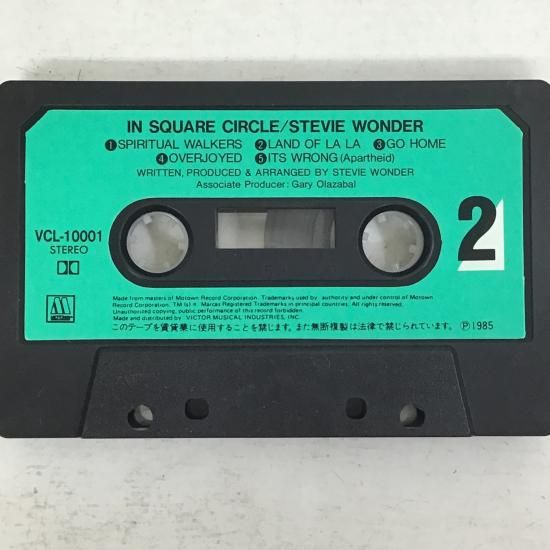 IN SQUARE CIRCLE/STEVIE WONDER
❶SPIRITUAL WALKERS ❷LAND OF LA LA ❸GO HOME
❹OVERJOYED ❺ITS WRONG (Apartheid)
WRITTEN, PRODUCED & ARRANGED BY STEVIE WONDER
Associate Producer: Gary Olazabal
VCL-10001
STEREO
2
M
Made from masters of Motown Record Corporation. Trademarks used by authority and under control of Motown
Record Corporation. TM (s) ®. Marcas Registered Trademarks in principal countries. All rights reserved.
Unauthorized copying, public performance of this record forbidden.
Made and distributed by: VICTOR MUSICAL INDUSTRIES, INC.
このテープを賃貸業に使用することを禁じます。また無断複製は法律で禁じられています。 Ⓟ1985